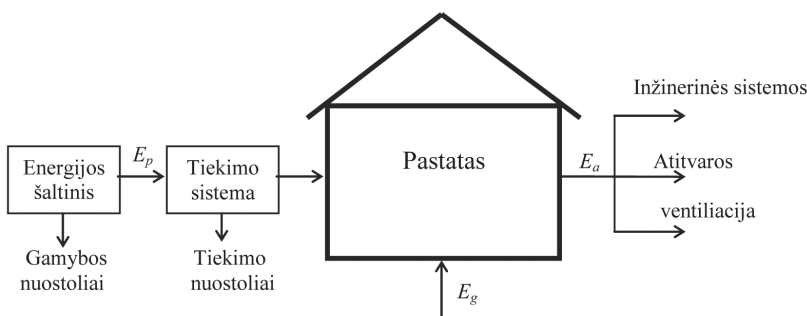 Energijos
šaltinis
Gamybos
nuostoliai
E_p
Tiekimo
sistema
Tiekimo
nuostoliai
Pastatas
E_g
E_a
Inžinerinės sistemos
Atitvaros
ventiliacija